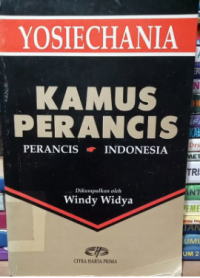 YOSIECHANIA
KAMUS
PERANCIS
PERANCIS INDONESIA
Dikumpulkan oleh
Windy Widya
CITRA HARTA PRIMA